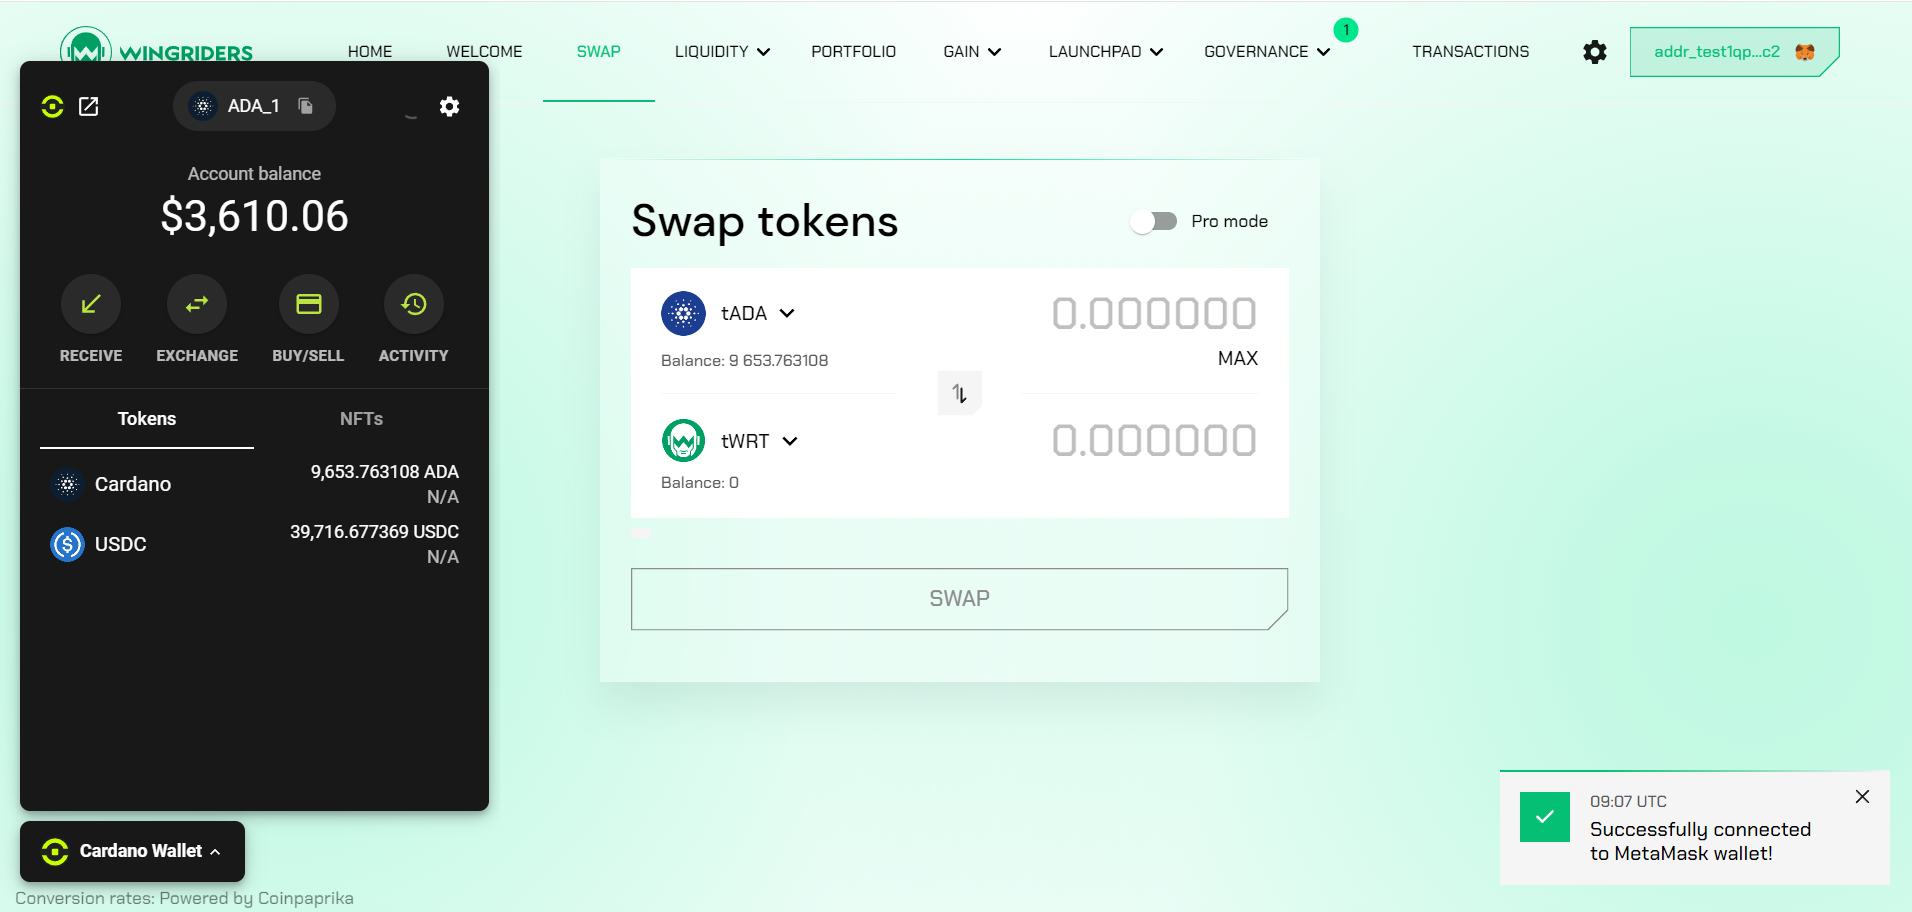 WINGRIDERS
HOME
WELCOME
SWAP
LIQUIDITY
PORTFOLIO
GAIN
LAUNCHPAD
GOVERNANCE
1
TRANSACTIONS
addr_test1qp...c2
ADA_1
Account balance
$3,610.06
RECEIVE
EXCHANGE
BUY/SELL
ACTIVITY
Tokens
NFTs
Cardano
9,653.763108 ADA
N/A
USDC
39,716.677369 USDC
N/A
Cardano Wallet
Conversion rates: Powered by Coinpaprika
Swap tokens
Pro mode
tADA
0.000000
Balance: 9 653.763108
MAX
tWRT
0.000000
Balance: 0
SWAP
09:07 UTC
Successfully connected
to MetaMask wallet!